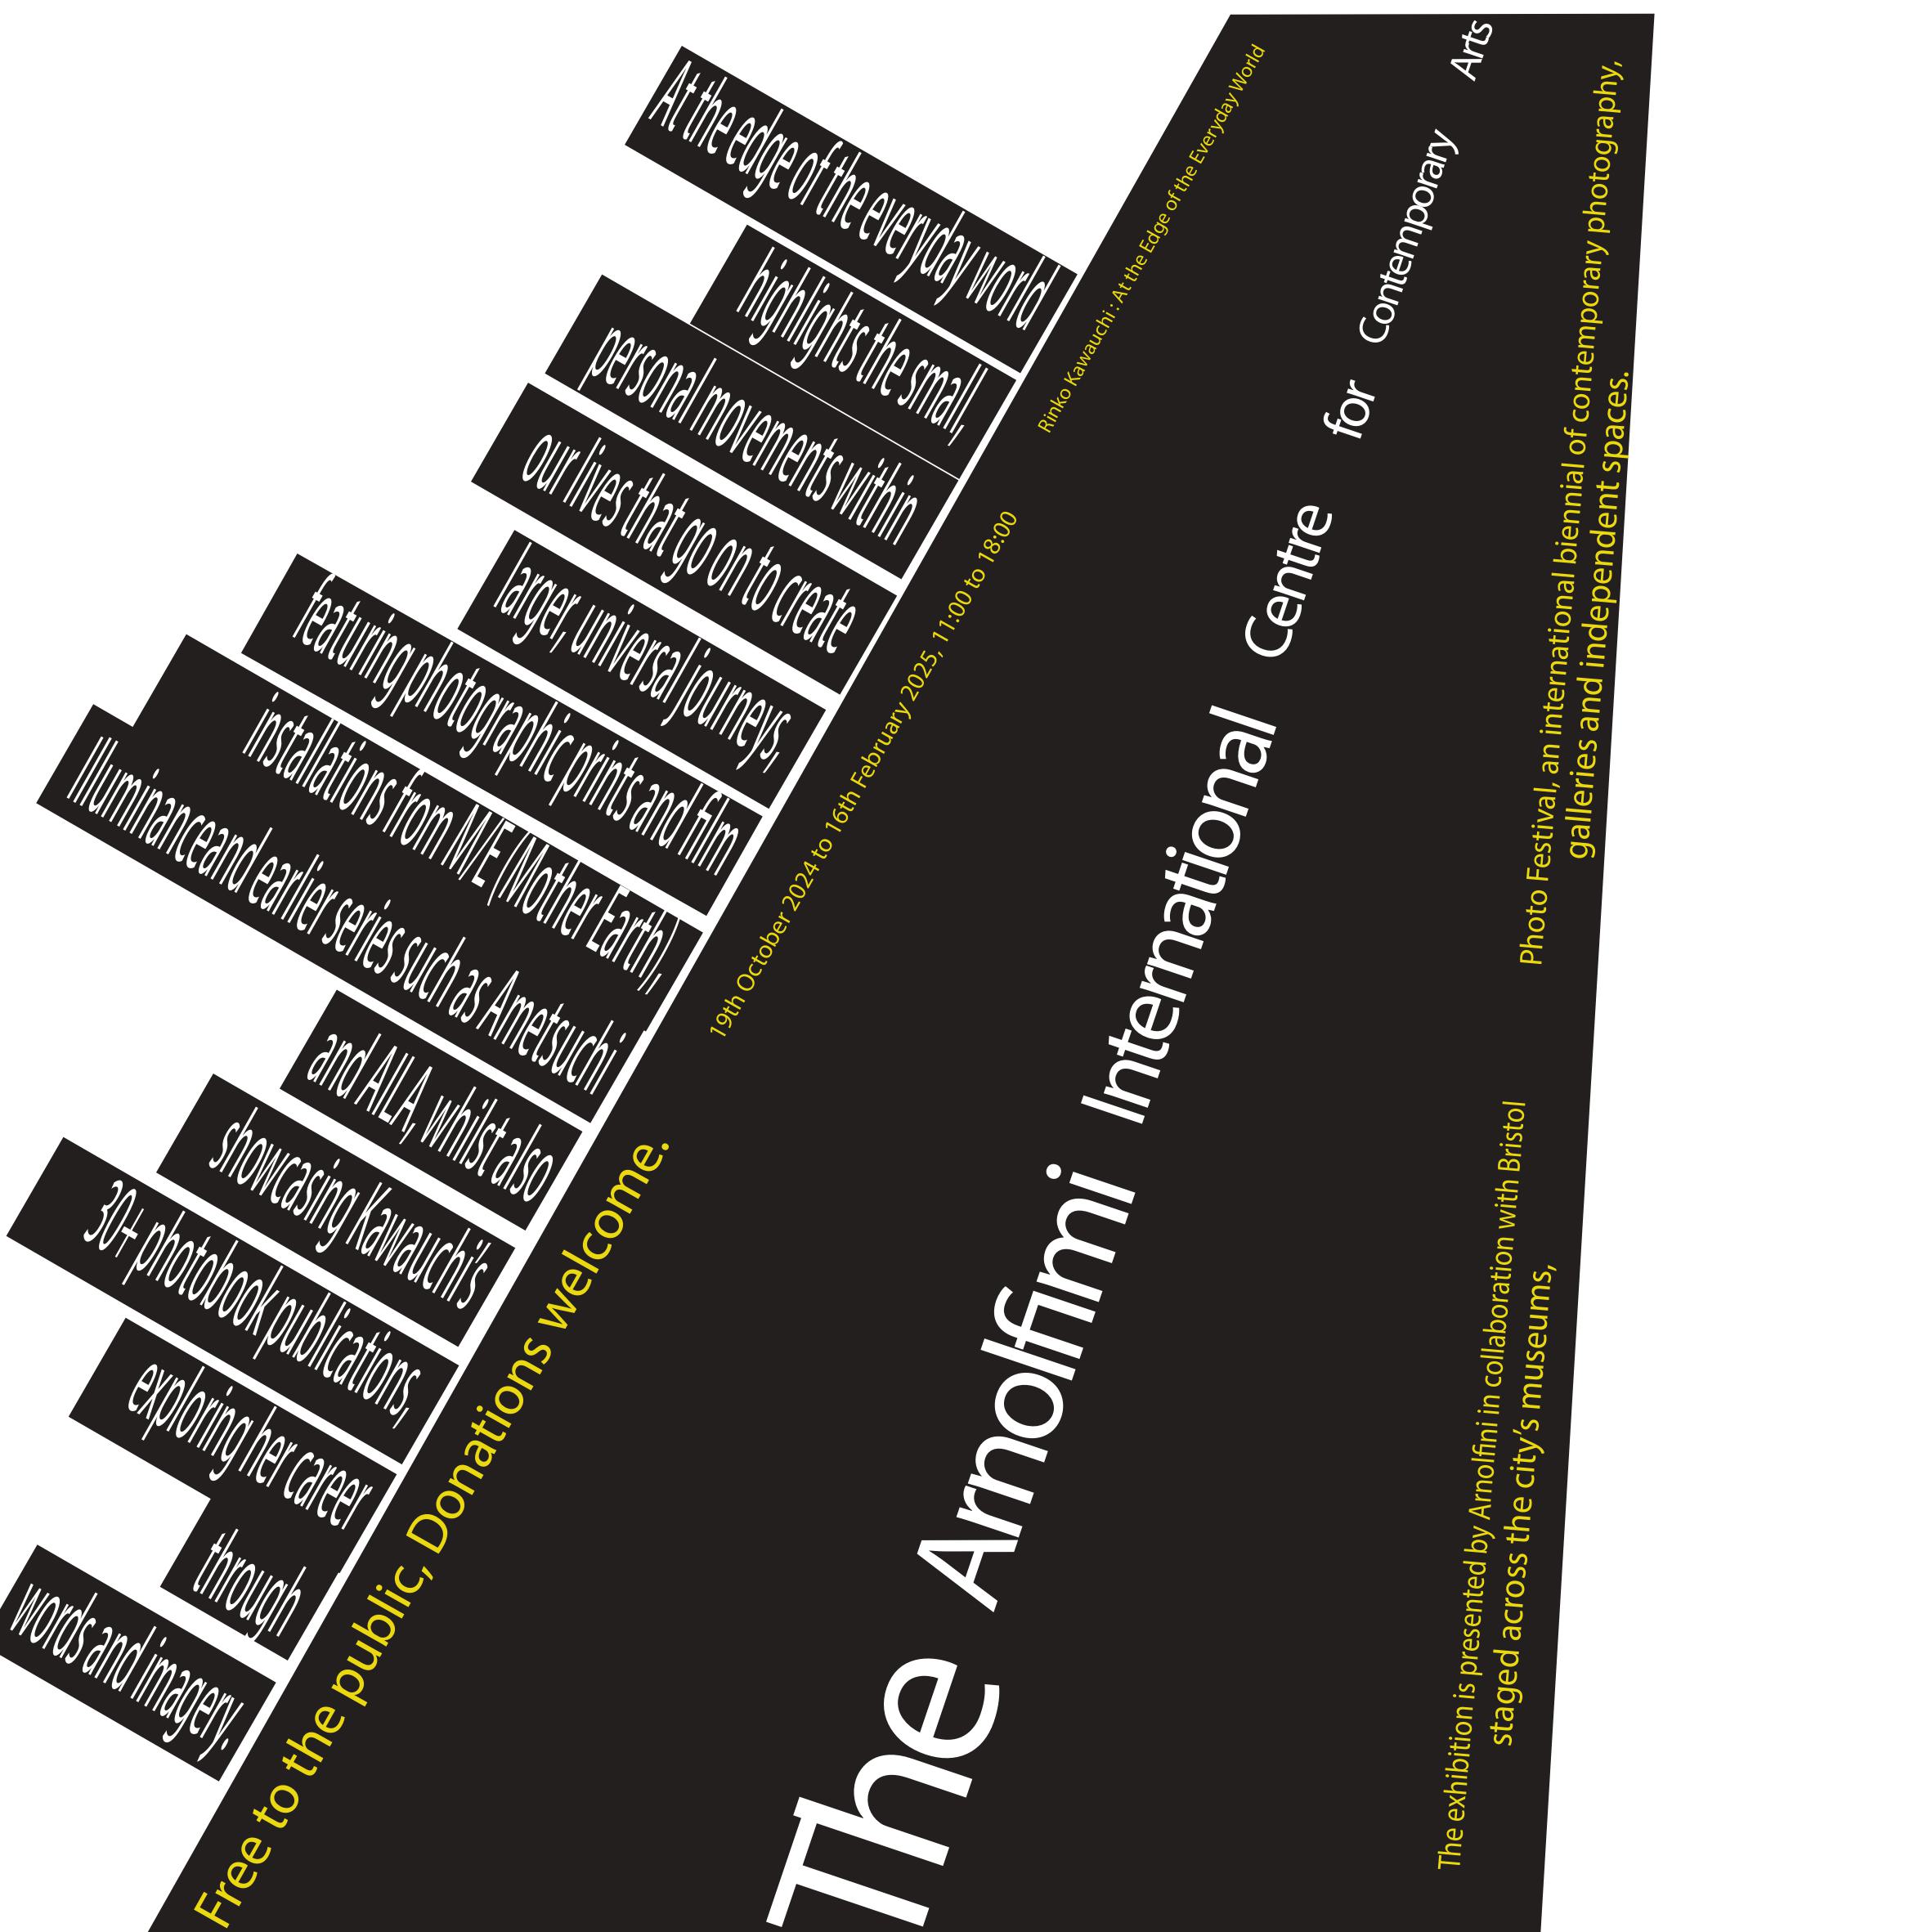 At the edge of the everyday world
highlights the small,
personal movements within
our lives that go on to create
larger, universal journeys,
featuring photographic prints and film
installations from M/E (Mother Earth),
Illuminance and earlier series such as Ametsuchi
and AILA, whilst also
showcasing Kawauchi's
30+ photobook publications,
exploring her career
through
words and imagery.
Rinko Kawauchi : At the Edge of the Everyday World
19th October 2024 to 16th February 2025, 11:00 to 18:00
Free to the public, Donations welcome.
The Arnolfimi International Centre for Contemporary Arts
The exhibition is presented by Arnolfini in collaboration with Bristol
Photo Festival, an international biennial of contemporary photography,
staged across the city's museums,
galleries and independent spaces.